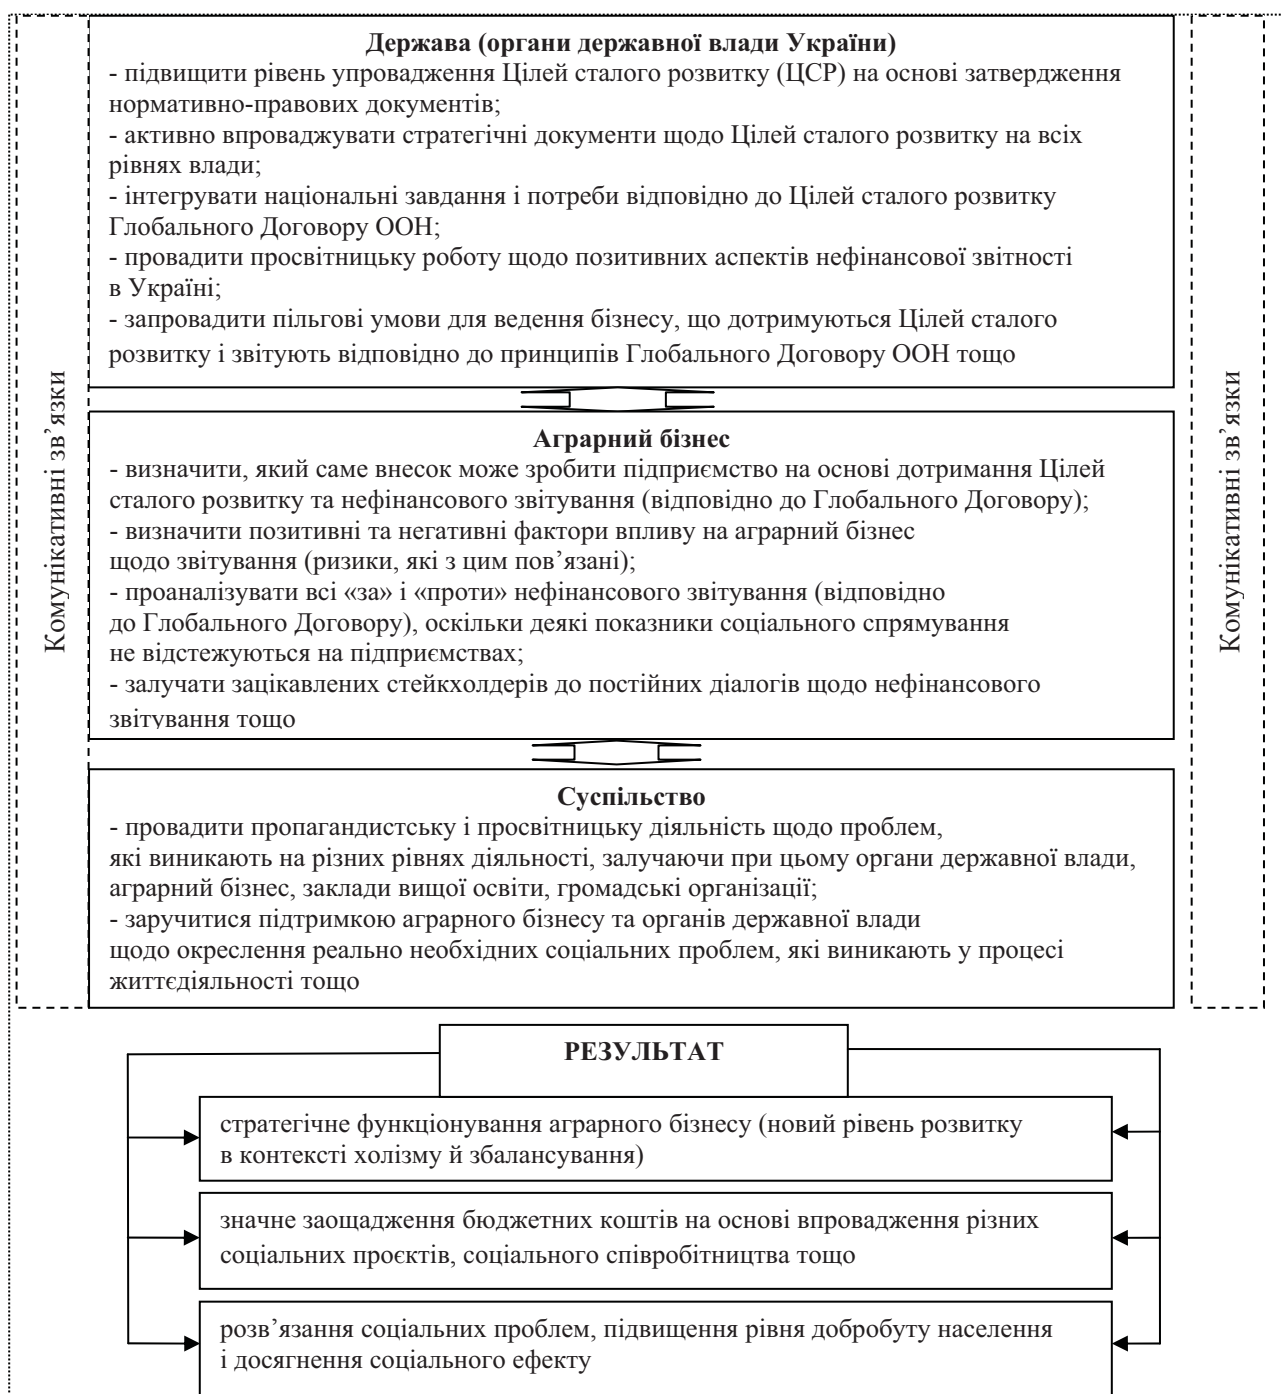 Держава (органи державної влади України)
- підвищити рівень упровадження Цілей сталого розвитку (ЦСР) на основі затвердження
нормативно-правових документів;
- активно впроваджувати стратегічні документи щодо Цілей сталого розвитку на всіх
рівнях влади;
- інтегрувати національні завдання і потреби відповідно до Цілей сталого розвитку
Глобального Договору ООН;
- провадити просвітницьку роботу щодо позитивних аспектів нефінансової звітності
в Україні;
- запровадити пільгові умови для ведення бізнесу, що дотримуються Цілей сталого
розвитку і звітують відповідно до принципів Глобального Договору ООН тощо
Комунікативні зв’язки
Комунікативні зв’язки
Аграрний бізнес
- визначити, який саме внесок може зробити підприємство на основі дотримання Цілей
сталого розвитку та нефінансового звітування (відповідно до Глобального Договору);
- визначити позитивні та негативні фактори впливу на аграрний бізнес
щодо звітування (ризики, які з цим пов’язані);
- проаналізувати всі «за» і «проти» нефінансового звітування (відповідно
до Глобального Договору), оскільки деякі показники соціального спрямування
не відстежуються на підприємствах;
- залучати зацікавлених стейкхолдерів до постійних діалогів щодо нефінансового
звітування тощо
Суспільство
- провадити пропагандистську і просвітницьку діяльність щодо проблем,
які виникають на різних рівнях діяльності, залучаючи при цьому органи державної влади,
аграрний бізнес, заклади вищої освіти, громадські організації;
- заручитися підтримкою аграрного бізнесу та органів державної влади
щодо окреслення реально необхідних соціальних проблем, які виникають у процесі
життєдіяльності тощо
РЕЗУЛЬТАТ
стратегічне функціонування аграрного бізнесу (новий рівень розвитку
в контексті холізму й збалансування)
значне заощадження бюджетних коштів на основі впровадження різних
соціальних проєктів, соціального співробітництва тощо
розв’язання соціальних проблем, підвищення рівня добробуту населення
і досягнення соціального ефекту